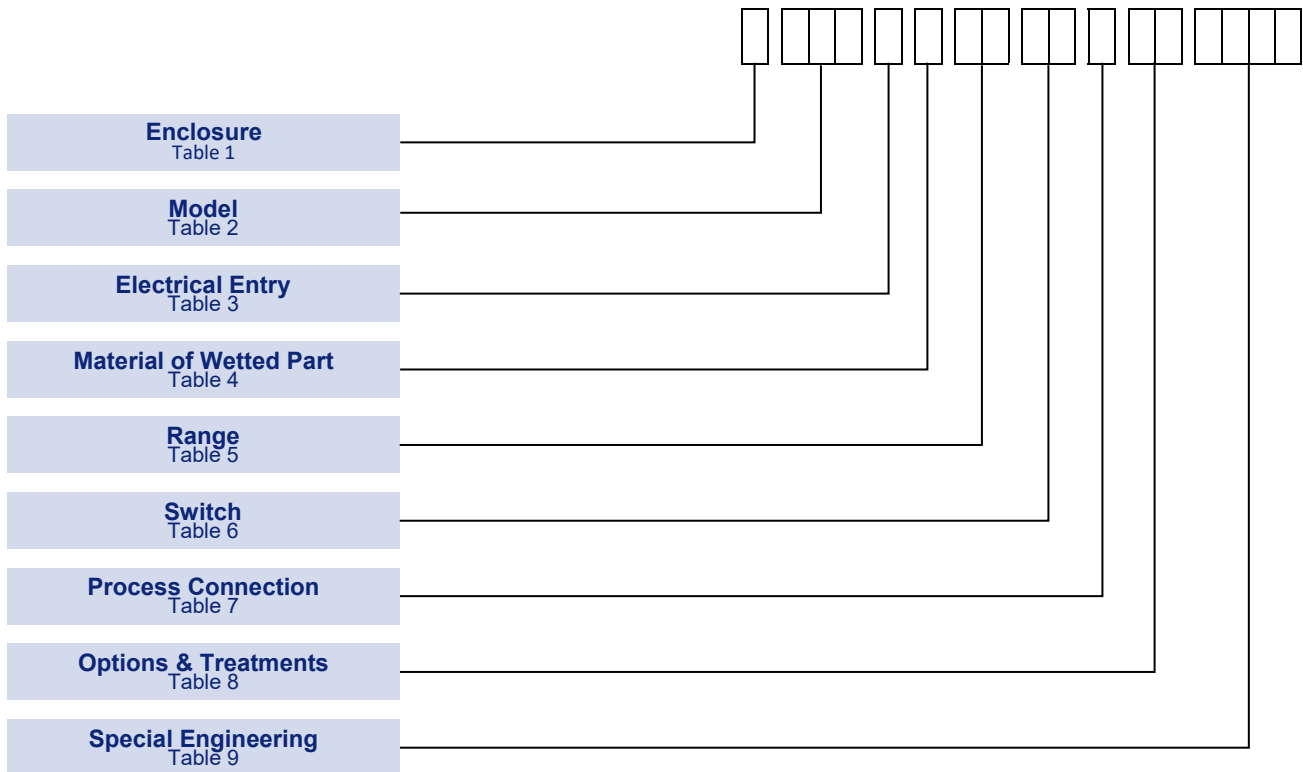 Enclosure
Table 1
Model
Table 2
Electrical Entry
Table 3
Material of Wetted Part
Table 4
Range
Table 5
Switch
Table 6
Process Connection
Table 7
Options & Treatments
Table 8
Special Engineering
Table 9